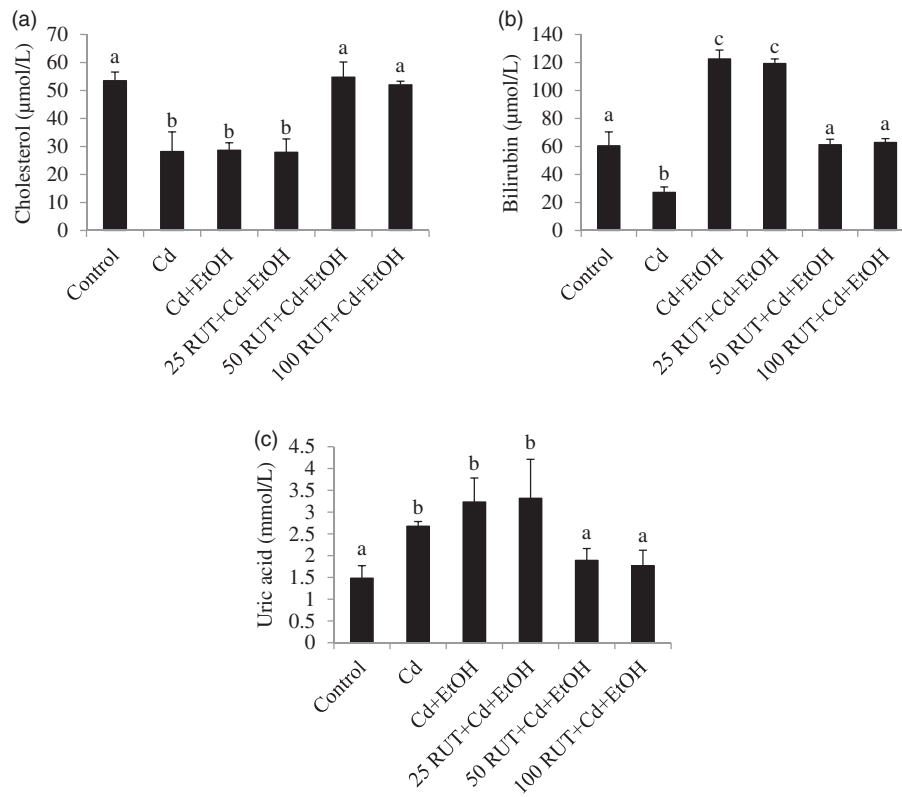 (a)
Cholesterol (µmol/L)
70
60
50
40
30
20
10
0
a
b
b
b
a
a
Control
Cd
Cd+EtOH
25 RUT+Cd+EtOH
50 RUT+Cd+EtOH
100 RUT+Cd+EtOH
(b)
Bilirubin (µmol/L)
140
120
100
80
60
40
20
0
a
b
c
c
a
a
Control
Cd
Cd+EtOH
25 RUT+Cd+EtOH
50 RUT+Cd+EtOH
100 RUT+Cd+EtOH
(c)
Uric acid (mmol/L)
4.5
4
3.5
3
2.5
2
1.5
1
0.5
0
a
b
b
b
a
a
Control
Cd
Cd+EtOH
25 RUT+Cd+EtOH
50 RUT+Cd+EtOH
100 RUT+Cd+EtOH